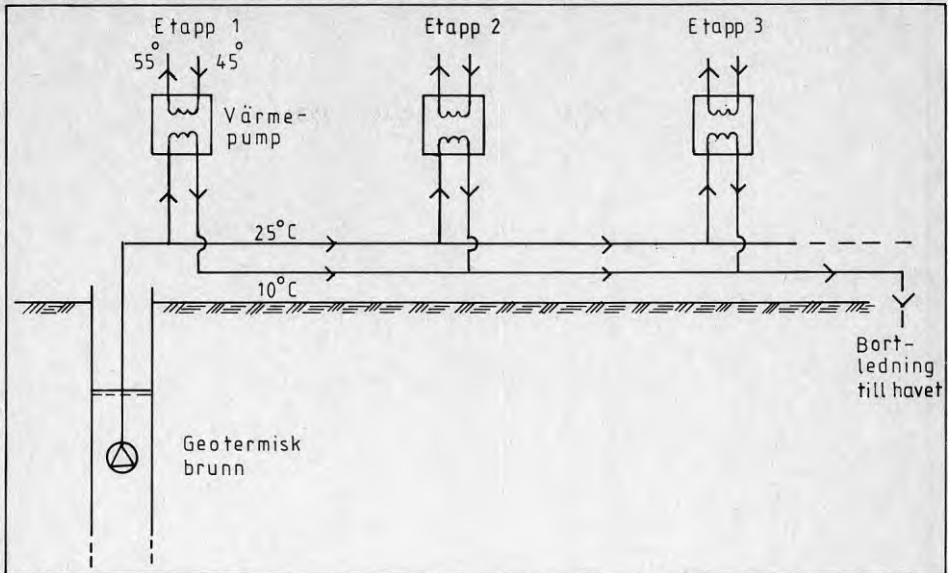 Etapp 1
Etapp 2
Etapp 3
55°
45°
Värme-
pump
25°C
10°C
Bort-
ledning
till havet
Geotermisk
brunn